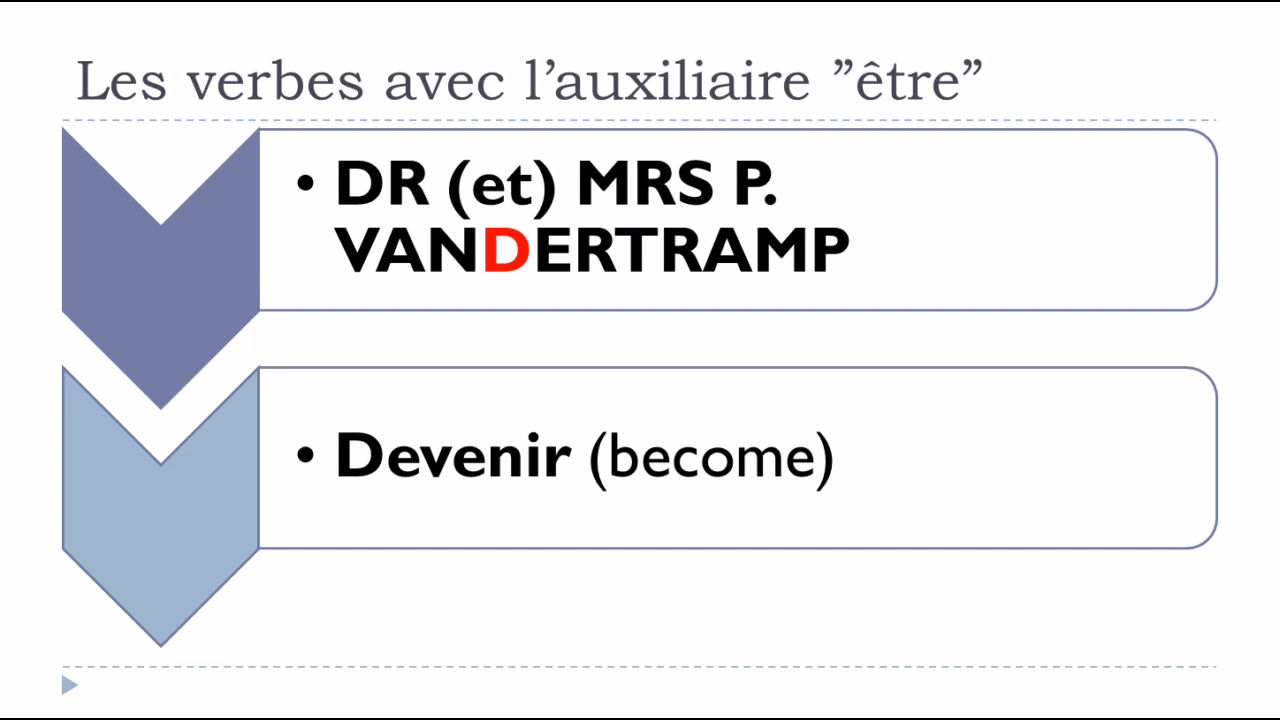 Les verbes avec l’auxiliaire ”être”
• DR (et) MRS P.
VANDERTRAMP
• Devenir (become)